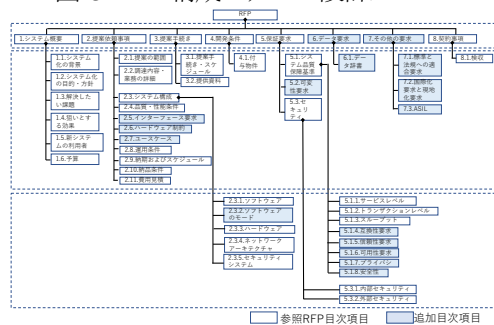 RFP
1.システム概要
2.提案依頼事項
3.提案手続き
4.開発条件
5.保証要求
6.データ要求
7.その他の要求
8.契約事項
1.1.システム
化の背景
1.2.システム化
の目的・方針
1.3.解決した
い課題
1.4.狙いとす
る効果
1.5.新システ
ムの利用者
1.6.予算
2.1.提案の範囲
2.2.調達内容・
業務の詳細
2.3.システム構成
2.4.品質・性能条件
2.5.インターフェース要求
2.6.ハードウェア制約
2.7.ユースケース
2.8.運用条件
2.9.納期およびスケジュール
2.10.納品条件
2.11.費用見積
3.1.提案手
続き・ス
ケジュール
3.2.提供資料
4.1.付
与物件
5.1.シス
テム品質
保障基準
5.2.可変
性要求
5.3.セキ
ュリティ
6.1.デー
タ辞書
7.1.標準と
法規への適
合要求
7.2.国際化
要求と現地
化要求
7.3.ASIL
8.1.検収
2.3.1.ソフトウェア
2.3.2.ソフトウェア
のモード
2.3.3.ハードウェア
2.3.4.ネットワーク
アーキテクチャ
2.3.5.セキュリティ
システム
5.1.1.サービスレベル
5.1.2.トランザクションレベル
5.1.3.スループット
5.1.4.互換性要求
5.1.5.信頼性要求
5.1.6.可用性要求
5.1.7.プライバシ
5.1.8.安全性
5.3.1.内部セキュリティ
5.3.2.外部セキュリティ
参照RFP目次項目
追加目次項目